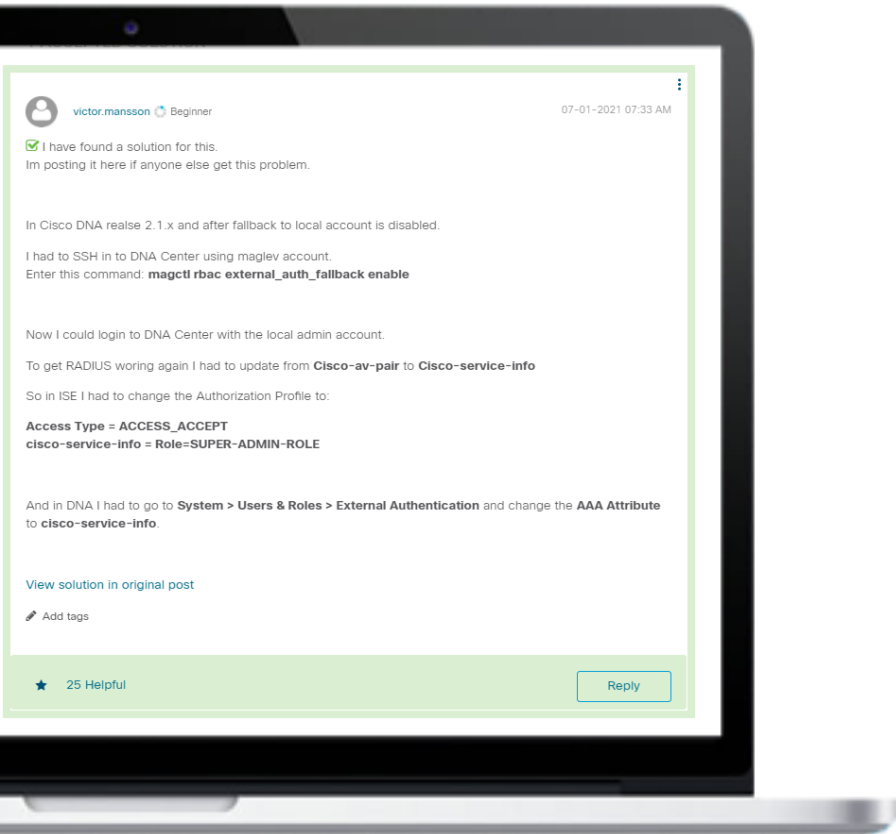 victor.mansson Beginner
07-01-2021 07:33 AM
I have found a solution for this.
Im posting it here if anyone else get this problem.
In Cisco DNA realse 2.1.x and after fallback to local account is disabled.
I had to SSH in to DNA Center using maglev account.
Enter this command: magctl rbac external_auth_fallback enable
Now I could login to DNA Center with the local admin account.
To get RADIUS woring again I had to update from Cisco-av-pair to Cisco-service-info
So in ISE I had to change the Authorization Profile to:
Access Type = ACCESS_ACCEPT
cisco-service-info = Role=SUPER-ADMIN-ROLE
And in DNA I had to go to System > Users & Roles > External Authentication and change the AAA Attribute
to cisco-service-info.
View solution in original post
Add tags
25 Helpful
Reply